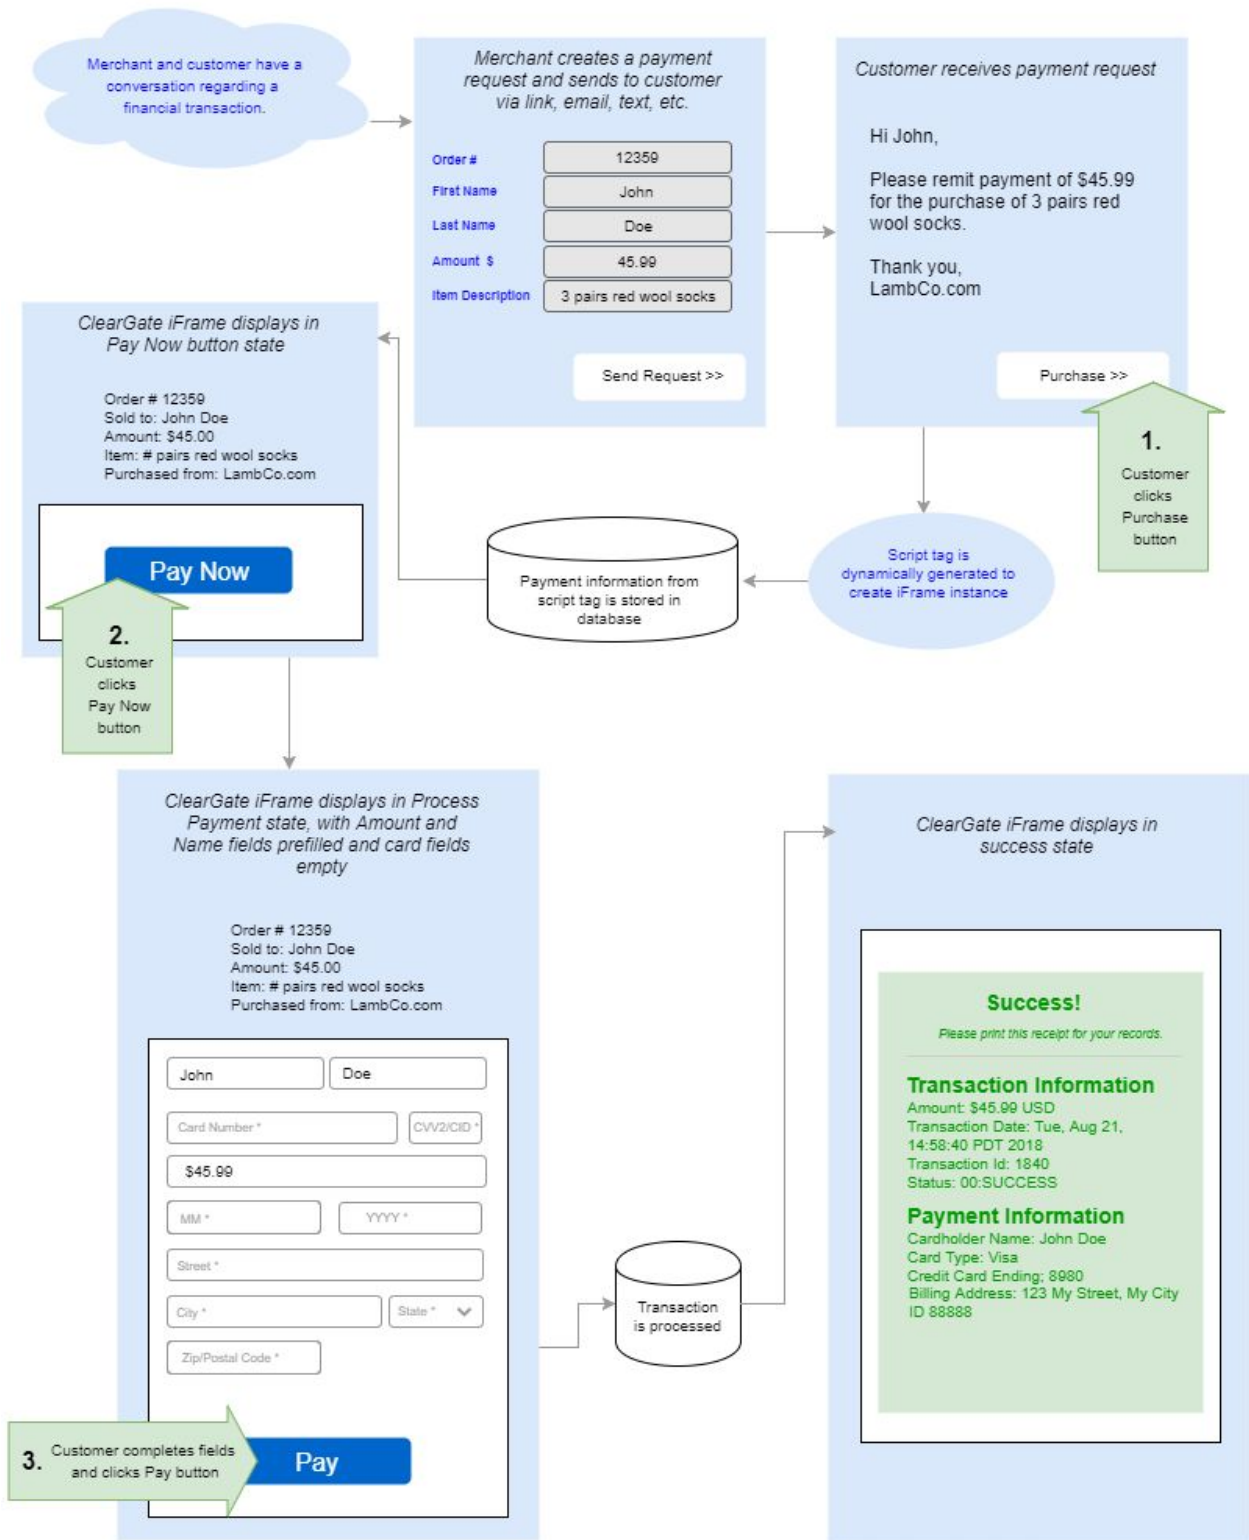 Merchant and customer have a
conversation regarding a
financial transaction.
Merchant creates a payment
request and sends to customer
via link, email, text, etc.
Order #
12359
First Name
John
Last Name
Doe
Amount $
45.99
Item Description
3 pairs red wool socks
Send Request >>
Customer receives payment request
Hi John,
Please remit payment of $45.99
for the purchase of 3 pairs red
wool socks.
Thank you,
LambCo.com
Purchase >>
1.
Customer
clicks
Purchase
button
Script tag is
dynamically generated to
create iFrame instance
Payment information from
script tag is stored in
database
ClearGate iFrame displays in
Pay Now button state
Order # 12359
Sold to: John Doe
Amount: $45.00
Item: # pairs red wool socks
Purchased from: LambCo.com
Pay Now
2.
Customer
clicks
Pay Now
button
ClearGate iFrame displays in Process
Payment state, with Amount and
Name fields prefilled and card fields
empty
Order # 12359
Sold to: John Doe
Amount: $45.00
Item: # pairs red wool socks
Purchased from: LambCo.com
John
Doe
Card Number *
CVV2/CID *
$45.99
MM *
YYYY *
Street *
City *
State *
Zip/Postal Code *
3. Customer completes fields
and clicks Pay button
Pay
Transaction
is processed
ClearGate iFrame displays in
success state
Success!
Please print this receipt for your records.
Transaction Information
Amount: $45.99 USD
Transaction Date: Tue, Aug 21,
14:58:40 PDT 2018
Transaction Id: 1840
Status: 00:SUCCESS
Payment Information
Cardholder Name: John Doe
Card Type: Visa
Credit Card Ending; 8980
Billing Address: 123 My Street, My City
ID 88888